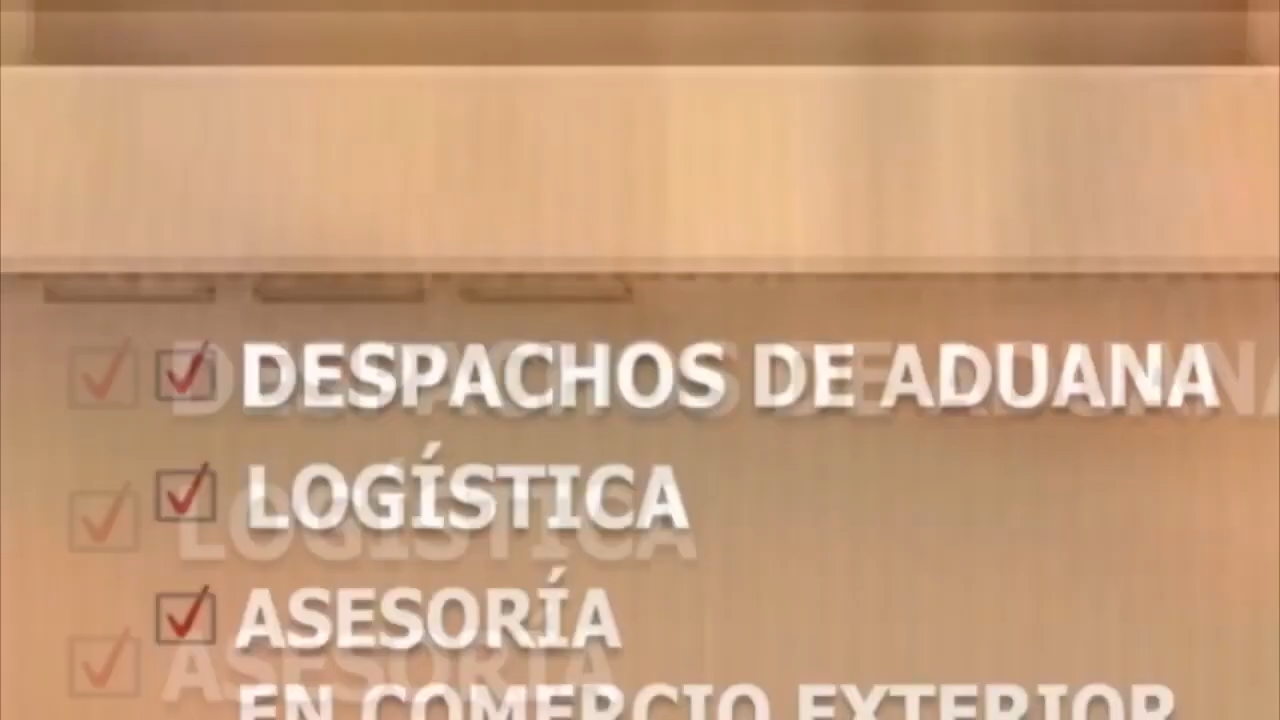 DESPACHOS DE ADUANA
LOGÍSTICA
ASESORÍA
EN COMERCIO EXTERIOR